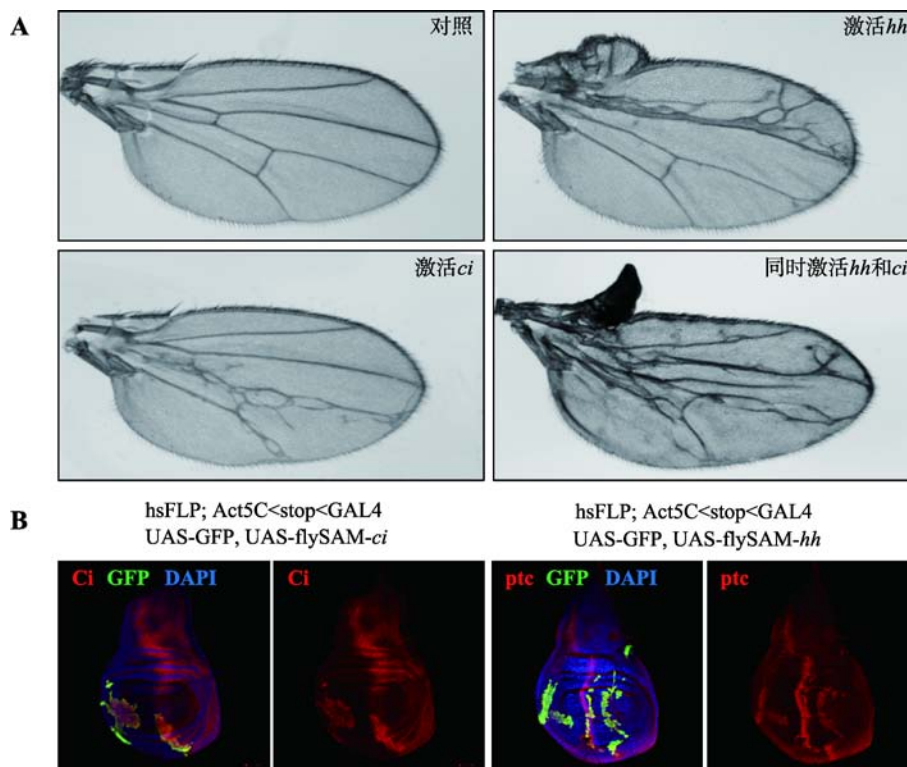 A
对照
激活hh
激活ci
同时激活hh和ci
B
hsFLP; Act5C<stop<GAL4
UAS-GFP, UAS-flySAM-ci
hsFLP; Act5C<stop<GAL4
UAS-GFP, UAS-flySAM-hh
Ci GFP DAPI
Ci
ptc GFP DAPI
ptc